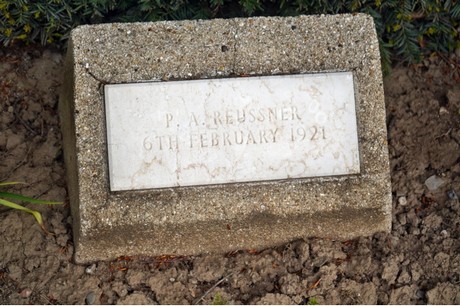 P. A. REUSSNER
6TH FEBRUARY 1921